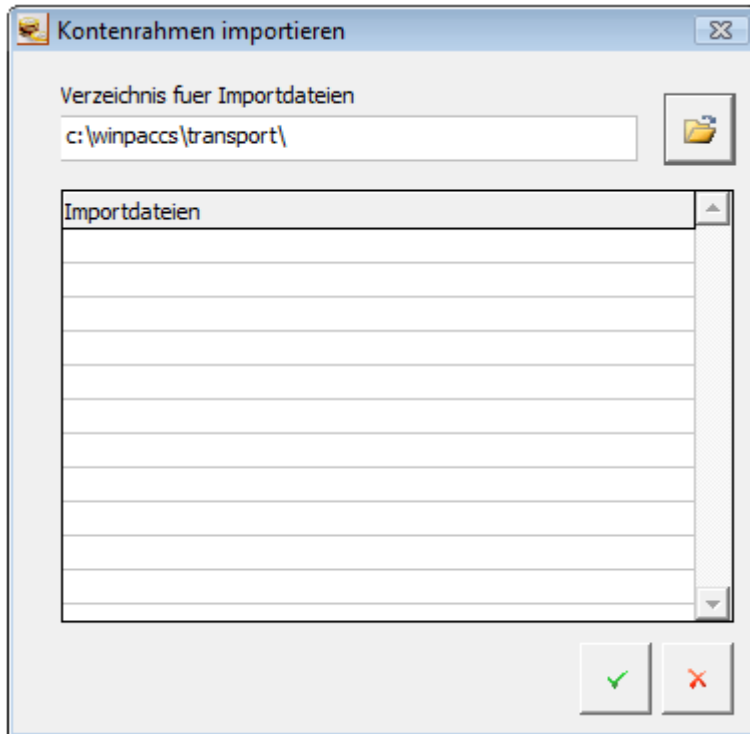 Kontenrahmen importieren
Verzeichnis fuer Importdateien
c:\winpaccs\transport\
Importdateien